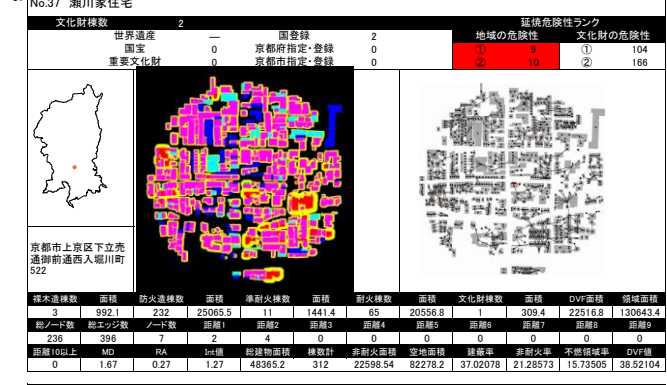 No.37 瀬川家住宅
文化財棟数 2 延焼危険性ランク
世界遺産 — 国登録 2 地域の危険性 文化財の危険性
国宝 0 京都府指定・登録 0 ① 9 ① 104
重要文化財 0 京都市指定・登録 0 ② 10 ② 166
京都市上京区下立売
通御前通西入堀川町
522
裸木造棟数 面積 防火造棟数 面積 準耐火棟数 面積 耐火棟数 面積 文化財棟数 面積 DVF面積 領域面積
3 992.1 232 25065.5 11 1441.4 65 20556.8 1 309.4 22516.8 130643.4
総ノード数 総エッジ数 ノード数 距離1 距離2 距離3 距離4 距離5 距離6 距離7 距離8 距離9
236 396 7 2 4 0 0 0 0 0 0 0
距離10以上 MD RA Int値 総建物面積 棟数計 非耐火面積 空地面積 建蔽率 非耐火率 不燃領域率 DVF値
0 1.67 0.27 1.27 48365.2 312 22598.54 82278.2 37.02078 21.28573 15.73505 38.52104